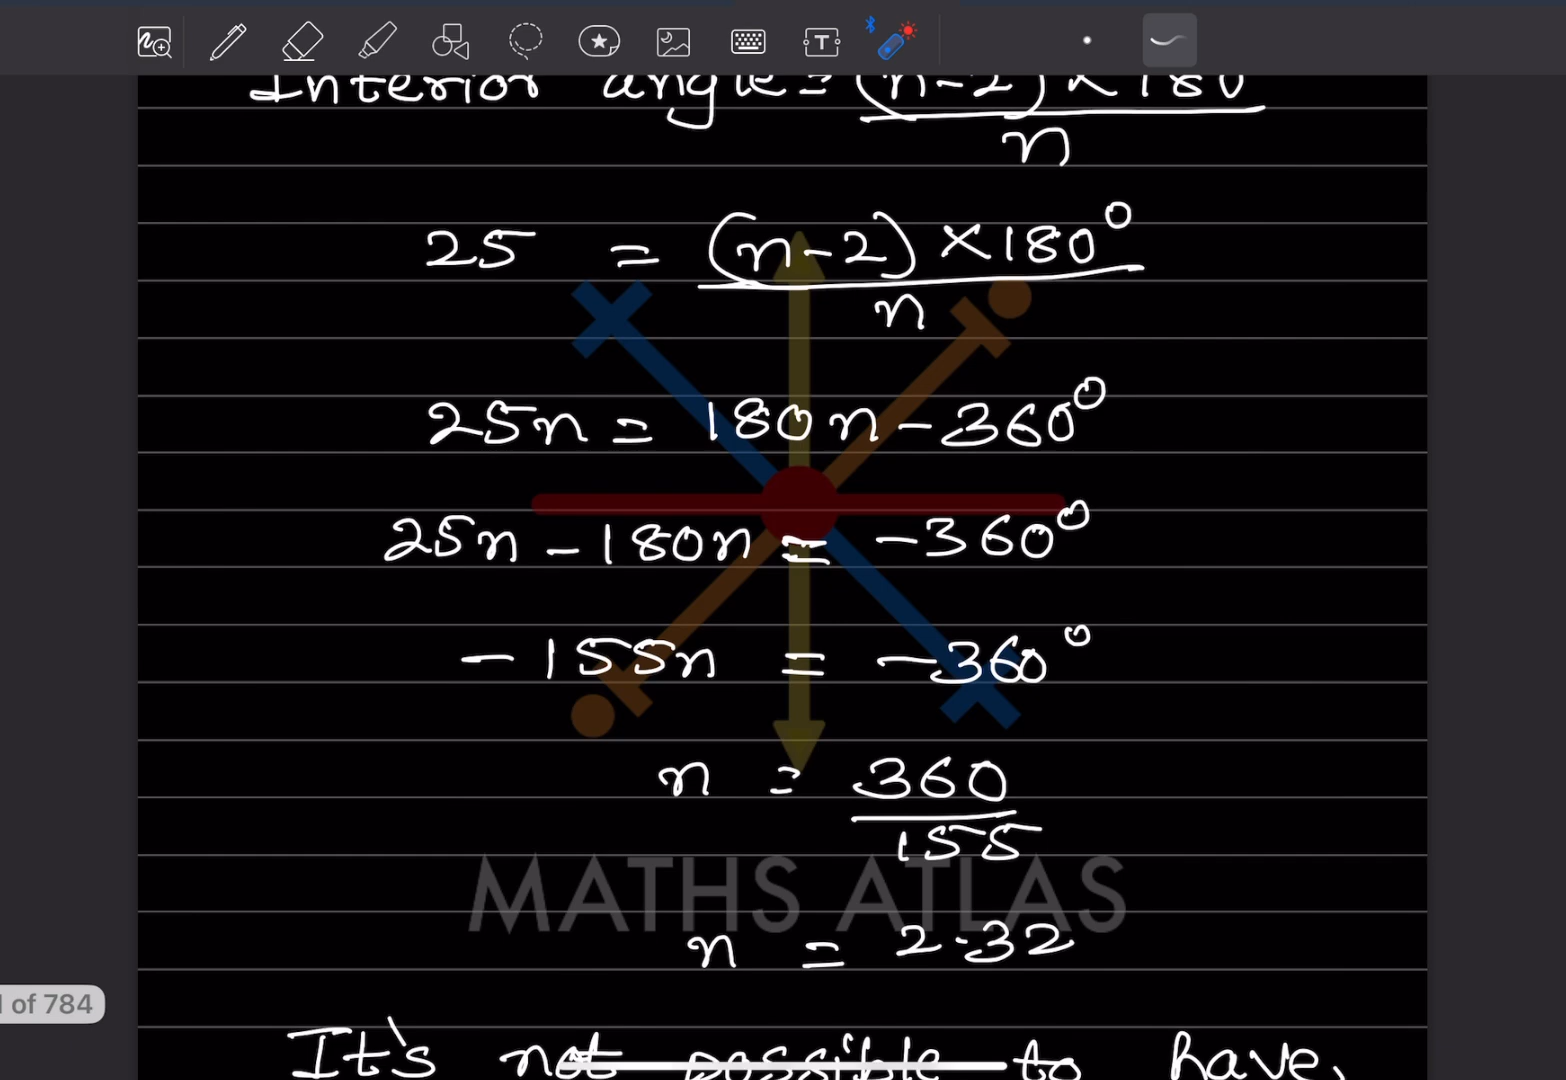 Interior angle = (n-2) × 180
n
25 = (n-2) × 180°
n
25n = 180n - 360°
25n - 180n = -360°
-155n = -360°
n = 360
155
MATHS ATLAS
n = 2.32
of 784
It's not possible to have,